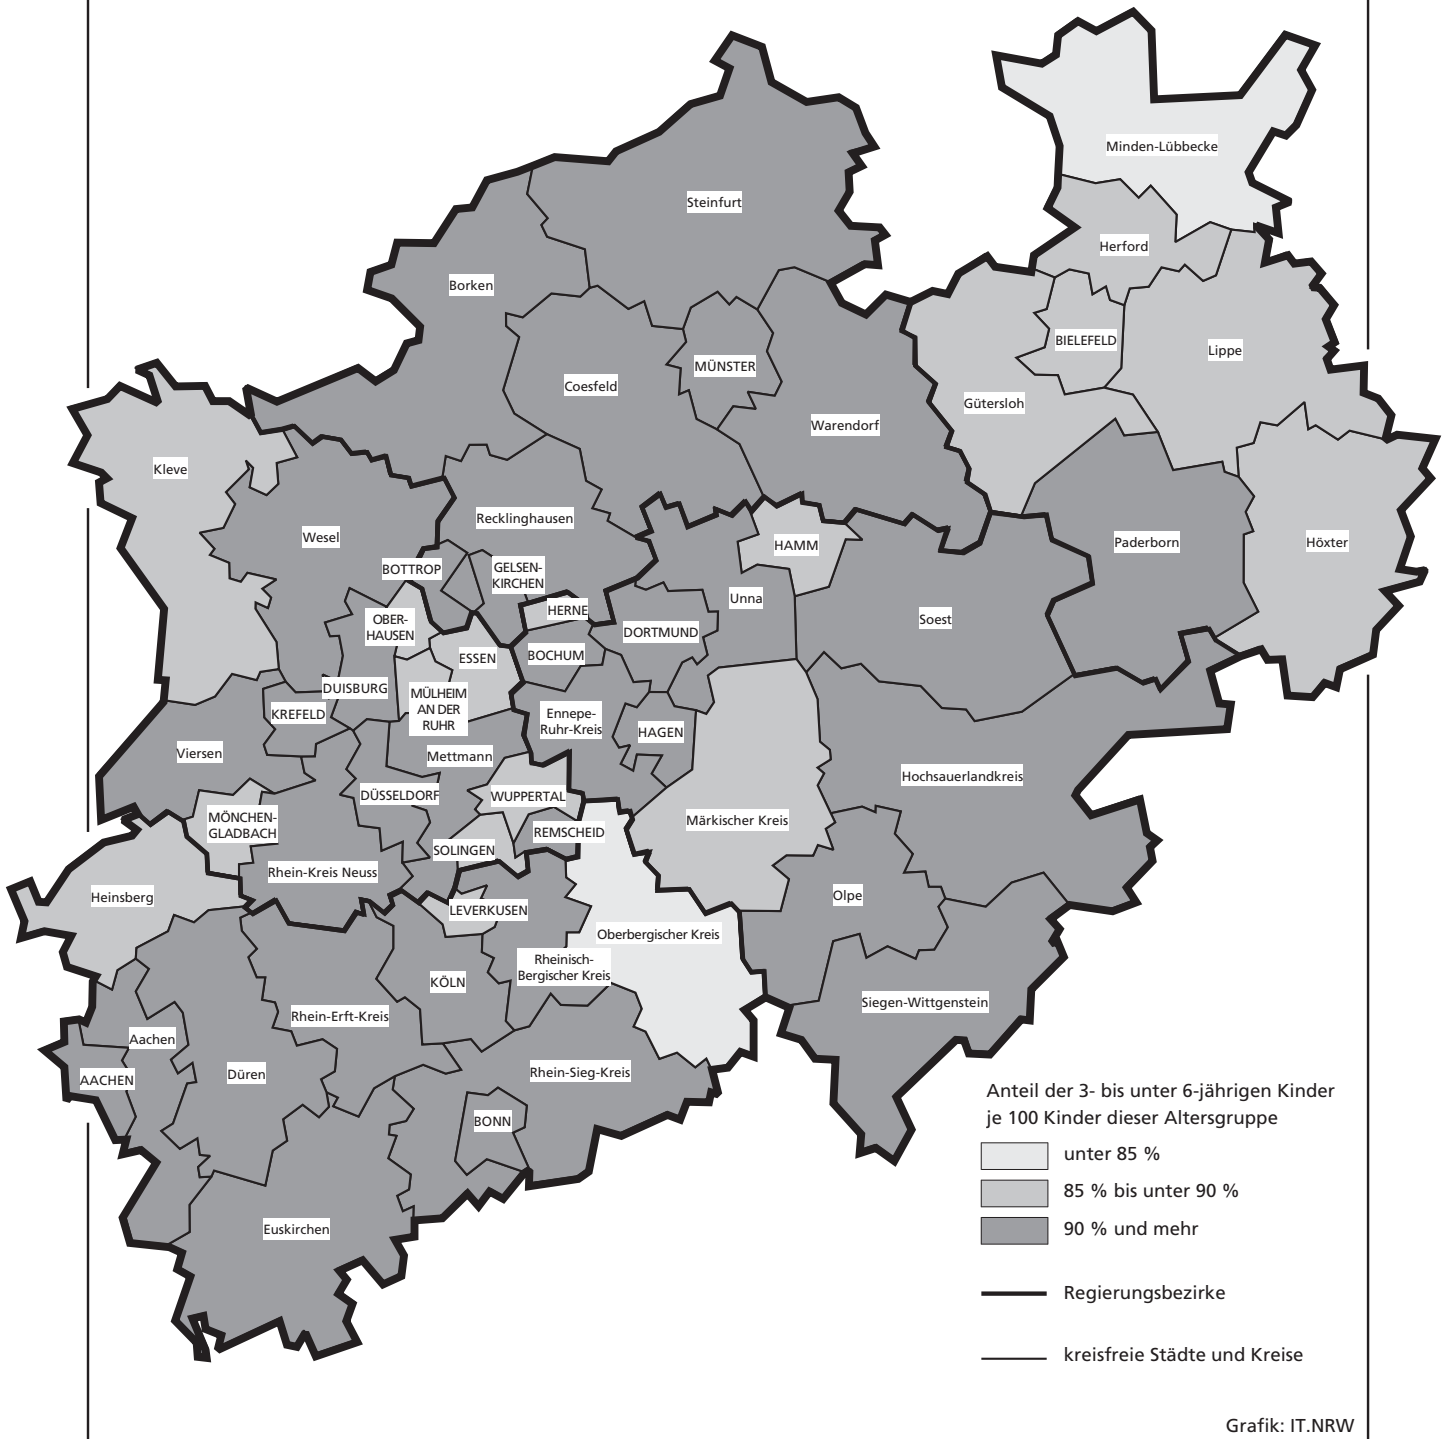 Minden-Lübbecke
Steinfurt
Herford
Borken
BIELEFELD
Lippe
MÜNSTER
Coesfeld
Gütersloh
Warendorf
Kleve
Recklinghausen
Wesel
HAMM
Paderborn
Höxter
BOTTROP
GELSEN-
KIRCHEN
Unna
HERNE
Soest
OBER-
HAUSEN
DORTMUND
ESSEN
BOCHUM
DUISBURG
MÜLHEIM
AN DER
RUHR
KREFELD
Ennepe-
Ruhr-Kreis
HAGEN
Viersen
Mettmann
Hochsauerlandkreis
DÜSSELDORF
WUPPERTAL
MÖNCHEN-
GLADBACH
Märkischer Kreis
REMSCHEID
SOLINGEN
Rhein-Kreis Neuss
Heinsberg
Olpe
LEVERKUSEN
Oberbergischer Kreis
Rheinisch-
Bergischer Kreis
KÖLN
Siegen-Wittgenstein
Rhein-Erft-Kreis
Aachen
AACHEN
Düren
Rhein-Sieg-Kreis
BONN
Euskirchen
Anteil der 3- bis unter 6-jährigen Kinder
je 100 Kinder dieser Altersgruppe
unter 85 %
85 % bis unter 90 %
90 % und mehr
Regierungsbezirke
kreisfreie Städte und Kreise
Grafik: IT.NRW